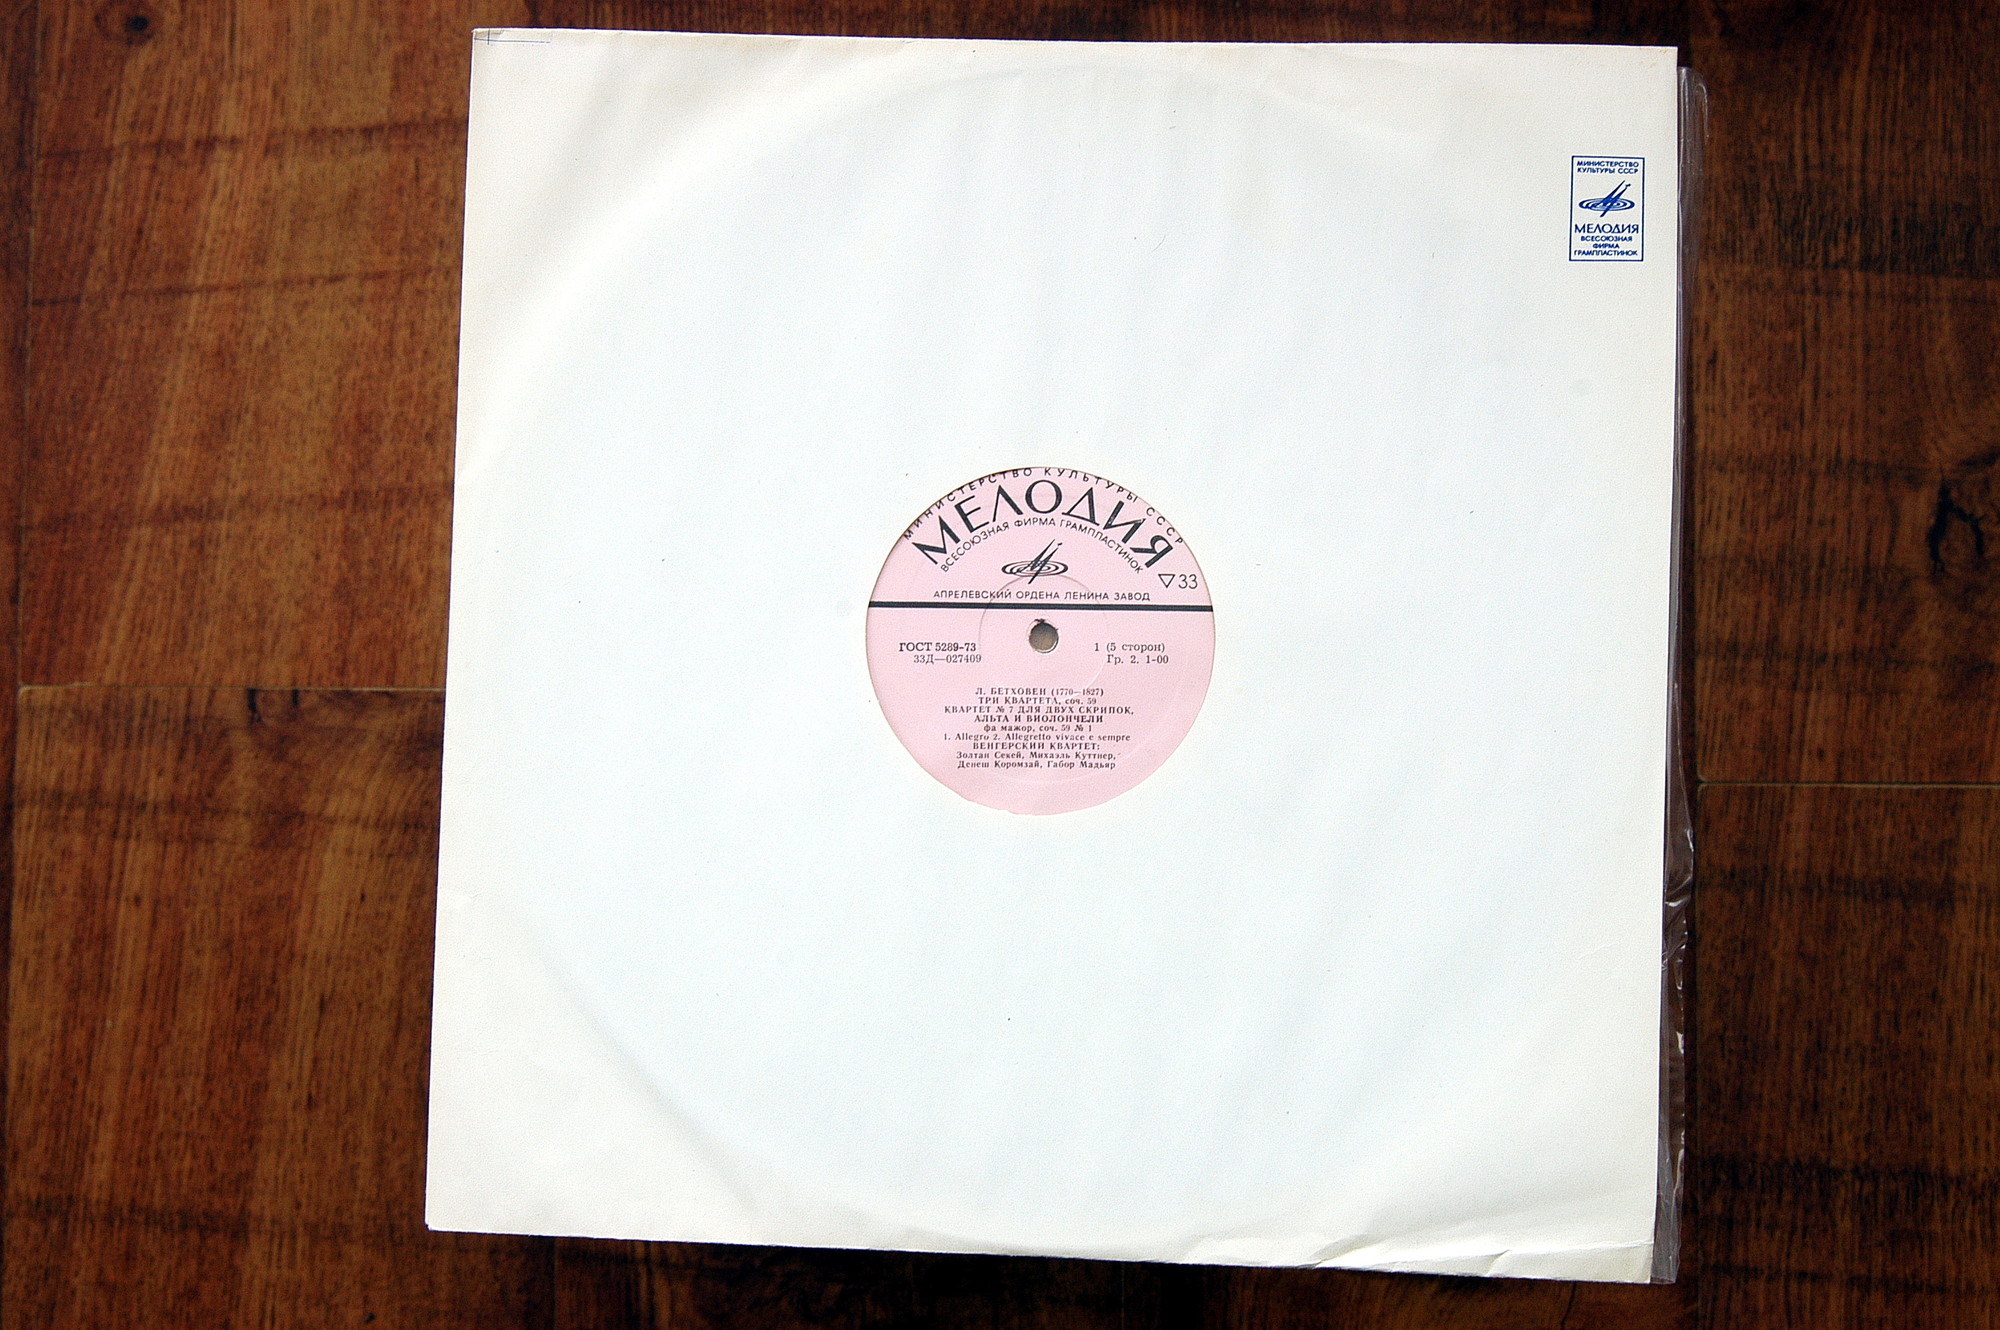 МИНИСТЕРСТВО
КУЛЬТУРЫ СССР
МЕЛОДИЯ
ВСЕСОЮЗНАЯ
ФИРМА
ГРАМПЛАСТИНОК
МИНИСТЕРСТВО КУЛЬТУРЫ СССР
МЕЛОДИЯ
ВСЕСОЮЗНАЯ ФИРМА ГРАМПЛАСТИНОК
33
АПРЕЛЕВСКИЙ ОРДЕНА ЛЕНИНА ЗАВОД
ГОСТ 5289-73 1 (5 сторон)
33Д—027409 Гр. 2. 1-00
Л. БЕТХОВЕН (1770—1827)
ТРИ КВАРТЕТА, соч. 59
КВАРТЕТ № 7 ДЛЯ ДВУХ СКРИПОК,
АЛЬТА И ВИОЛОНЧЕЛИ
фа мажор, соч. 59 № 1
1. Allegro 2. Allegretto vivace e sempre
ВЕНГЕРСКИЙ КВАРТЕТ:
Золтан Секей, Михаэль Куттнер,
Денеш Коромзай, Габор Мадьяр